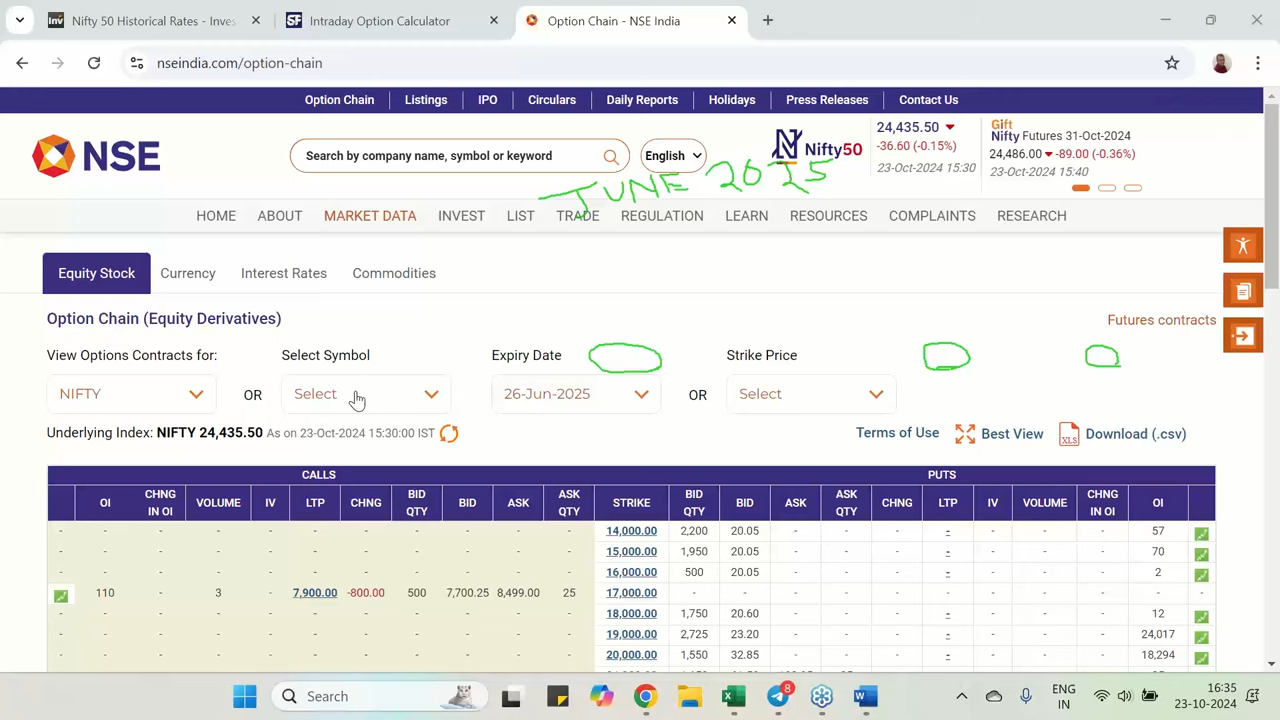 Nifty 50 Historical Rates - Inves
SF Intraday Option Calculator
Option Chain - NSE India
nseindia.com/option-chain
Option Chain Listings IPO Circulars Daily Reports Holidays Press Releases Contact Us
NSE
Search by company name, symbol or keyword
English
Nifty50
24,435.50
-36.60 (-0.15%)
23-Oct-2024 15:30
Gift
Nifty Futures 31-Oct-2024
24,486.00 -89.00 (-0.36%)
23-Oct-2024 15:40
JUNE 2025
HOME ABOUT MARKET DATA INVEST LIST TRADE REGULATION LEARN RESOURCES COMPLAINTS RESEARCH
Equity Stock Currency Interest Rates Commodities
Option Chain (Equity Derivatives)
Futures contracts
View Options Contracts for: Select Symbol Expiry Date Strike Price
NIFTY OR Select 26-Jun-2025 OR Select
Underlying Index: NIFTY 24,435.50 As on 23-Oct-2024 15:30:00 IST
Terms of Use Best View XLS Download (.csv)
CALLS PUTS
OI CHNG IN OI VOLUME IV LTP CHNG BID QTY BID ASK ASK QTY STRIKE BID QTY BID ASK ASK QTY CHNG LTP IV VOLUME CHNG IN OI OI
- - - - - - - - - - 14,000.00 2,200 20.05 - - - - - - - 57
- - - - - - - - - - 15,000.00 1,950 20.05 - - - - - - - 70
- - - - - - - - - - 16,000.00 500 20.05 - - - - - - - 2
110 - 3 - 7,900.00 -800.00 500 7,700.25 8,499.00 25 17,000.00 - - - - - - - - - -
- - - - - - - - - - 18,000.00 1,750 20.60 - - - - - - - 12
- - - - - - - - - - 19,000.00 2,725 23.20 - - - - - - - 24,017
- - - - - - - - - - 20,000.00 1,550 32.85 - - - - - - - 18,294
Search
8
ENG
IN
16:35
23-10-2024